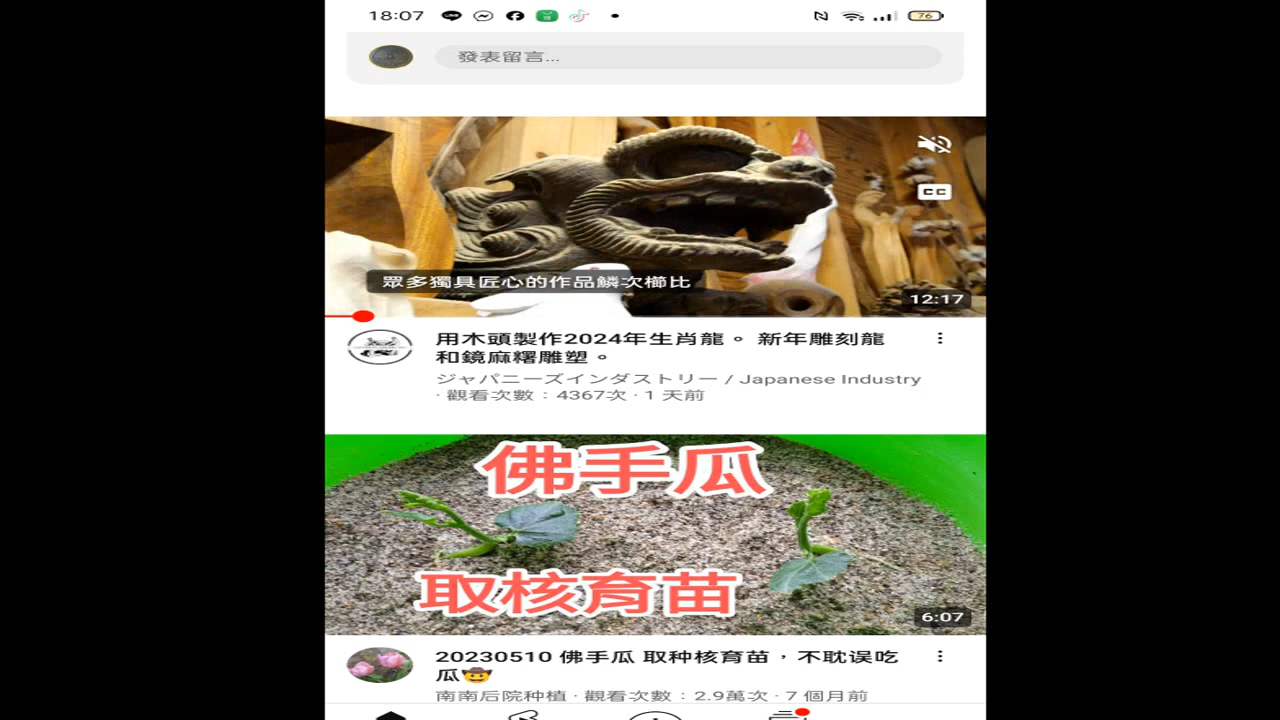 18:07
76
發表留言...
CC
眾多獨具匠心的作品鱗次櫛比
12:17
用木頭製作2024年生肖龍。 新年雕刻龍
和鏡麻糬雕塑。
ジャパニーズインダストリー / Japanese Industry
· 觀看次數：4367次 · 1 天前
佛手瓜
取核育苗
6:07
20230510 佛手瓜 取种核育苗，不耽误吃
瓜🤠
南南后院种植 · 觀看次數：2.9萬次 · 7 個月前